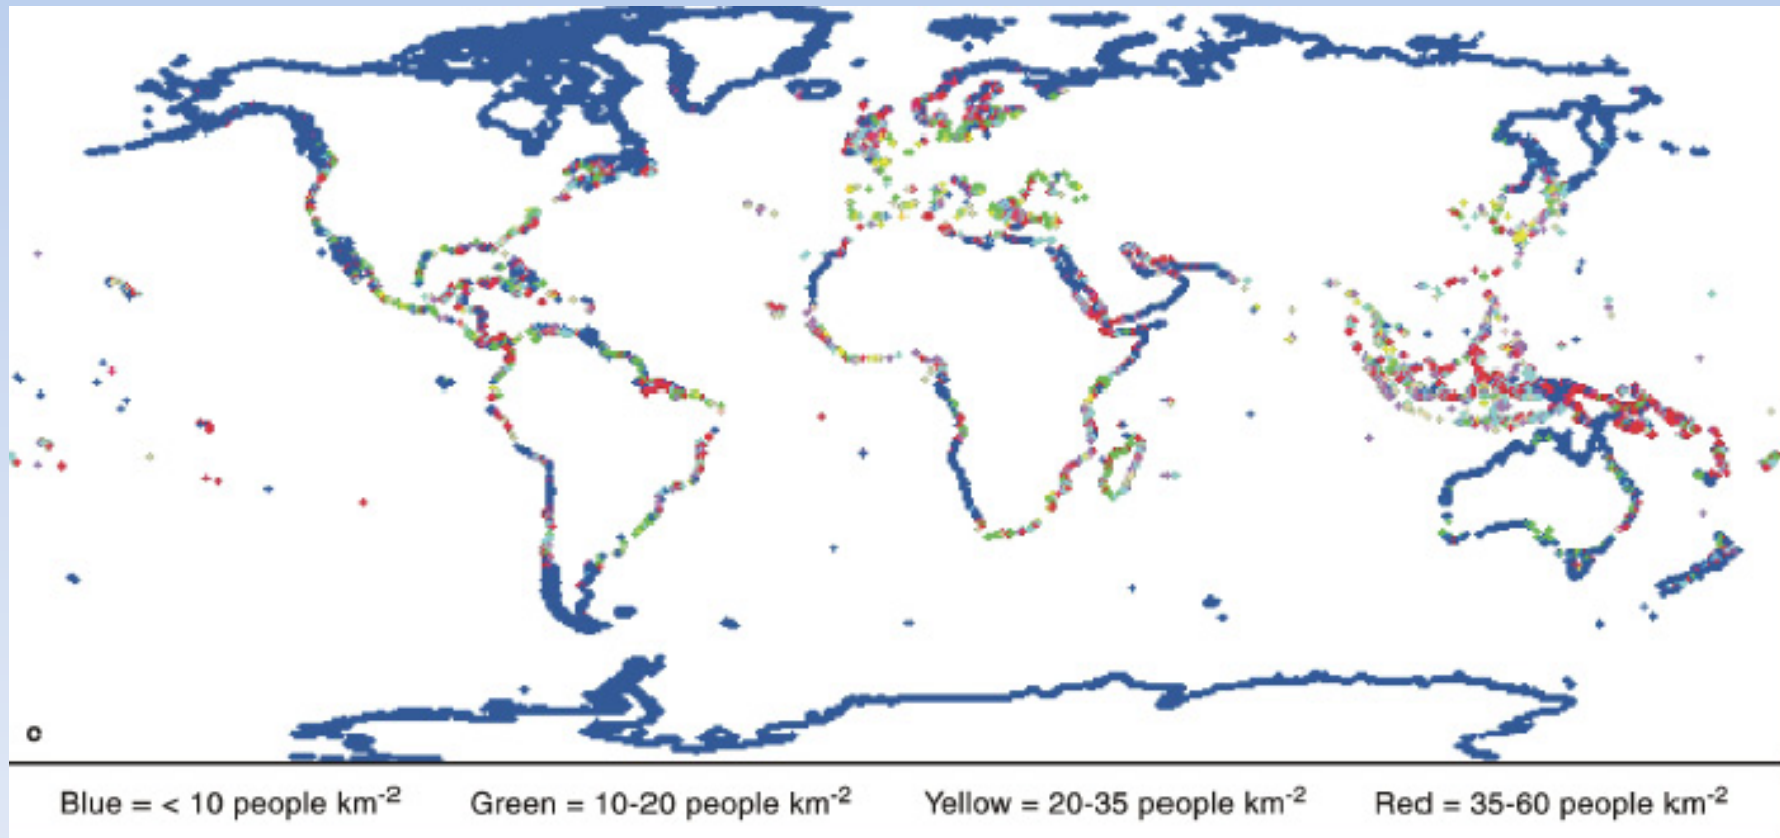 c
Blue = < 10 people km⁻² Green = 10-20 people km⁻² Yellow = 20-35 people km⁻² Red = 35-60 people km⁻²